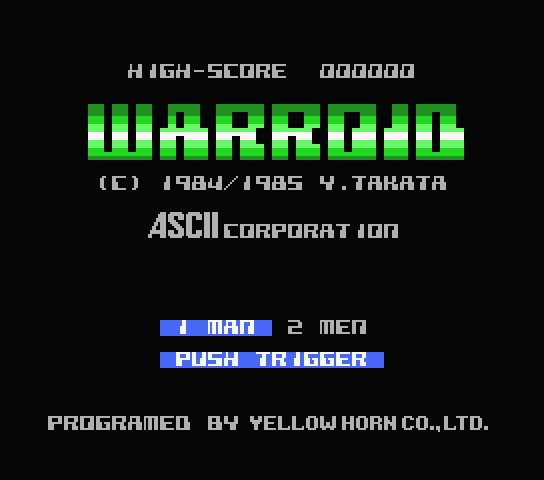 HIGH-SCORE 000000
WARROID
(C) 1984/1985 Y.TAKATA
ASCII CORPORATION
1 MAN 2 MEN
PUSH TRIGGER
PROGRAMED BY YELLOW HORN CO.,LTD.